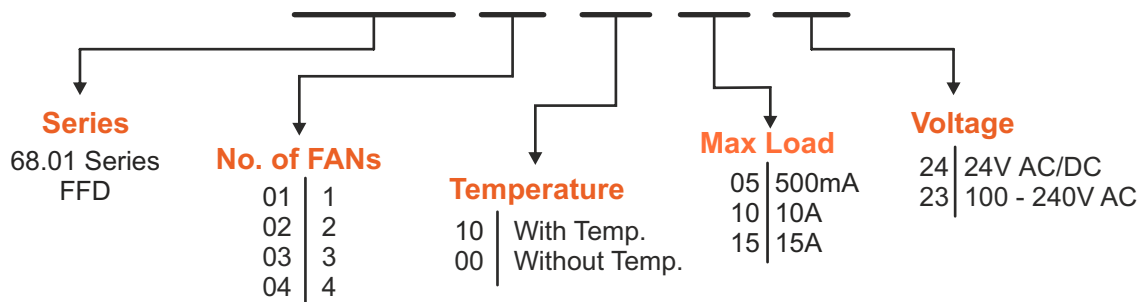 Series
68.01 Series
FFD
No. of FANs
01 1
02 2
03 3
04 4
Temperature
10 With Temp.
00 Without Temp.
Max Load
05 500mA
10 10A
15 15A
Voltage
24 24V AC/DC
23 100 - 240V AC